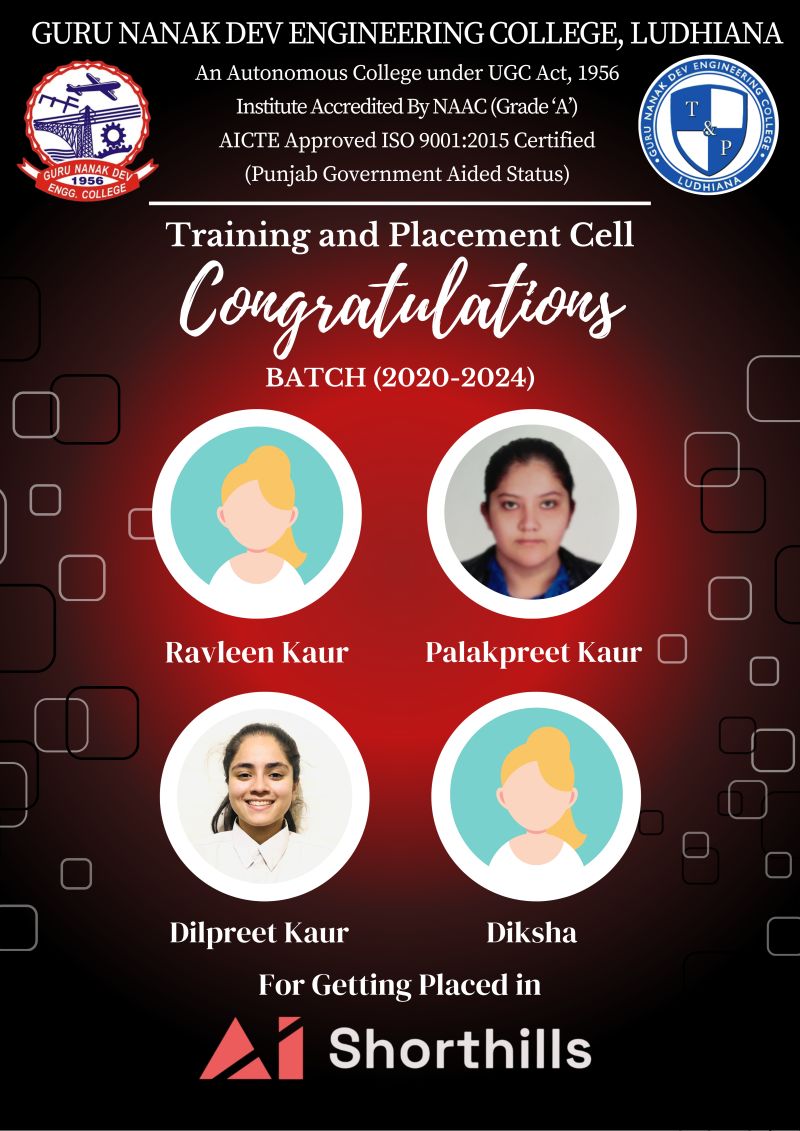 GURU NANAK DEV ENGINEERING COLLEGE, LUDHIANA
An Autonomous College under UGC Act, 1956
Institute Accredited By NAAC (Grade ‘A’)
AICTE Approved ISO 9001:2015 Certified
(Punjab Government Aided Status)
GURU NANAK DEV
1956
ENGG. COLLEGE
GURU NANAK DEV ENGINEERING COLLEGE
T & P
LUDHIANA
Training and Placement Cell
Congratulations
BATCH (2020-2024)
Ravleen Kaur
Palakpreet Kaur
Dilpreet Kaur
Diksha
For Getting Placed in
Ai Shorthills